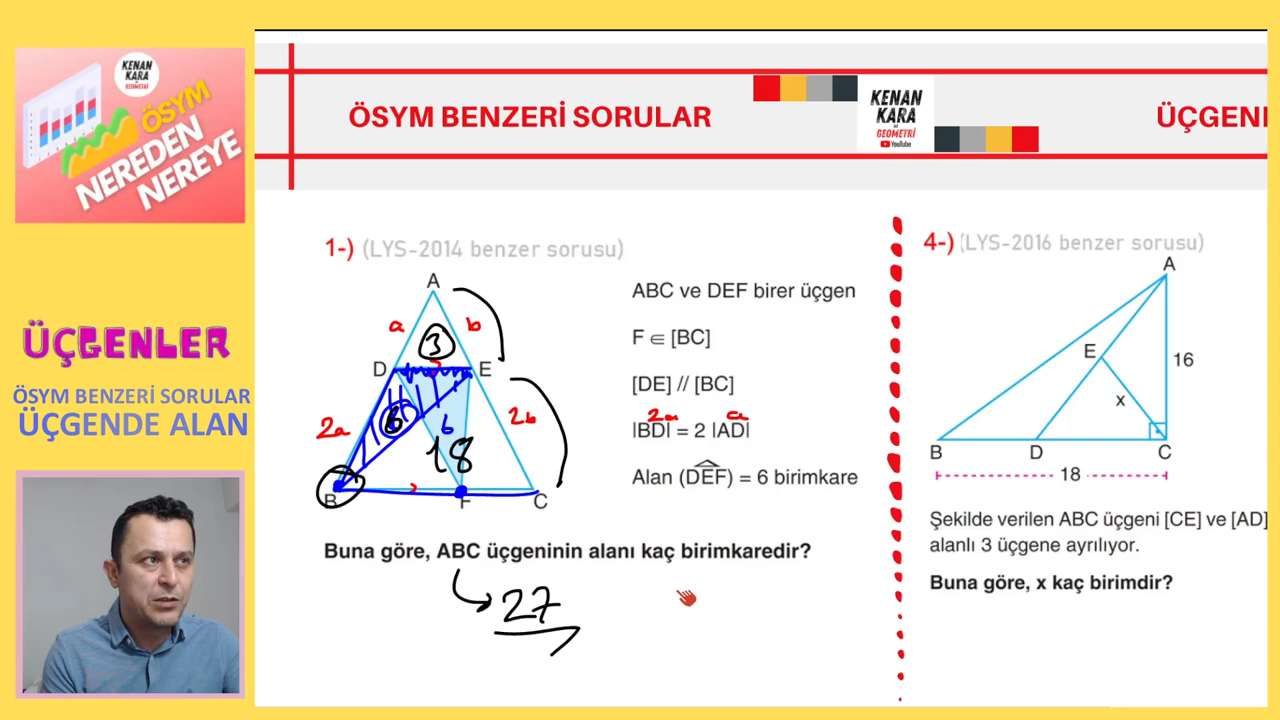 KENAN
KARA
ile
GEOMETRİ
ÖSYM
NEREDEN
NEREYE
ÜÇGENLER
ÖSYM BENZERİ SORULAR
ÜÇGENDE ALAN
ÖSYM BENZERİ SORULAR
KENAN
KARA
ile
GEOMETRİ
YouTube
ÜÇGENL
1-) (LYS-2014 benzer sorusu)
A
a b
3
D E
2a 6 6 2b
18
B F C
ABC ve DEF birer üçgen
F ∈ [BC]
[DE] // [BC]
2a a
|BD| = 2 |AD|
Alan (DEF) = 6 birimkare
Buna göre, ABC üçgeninin alanı kaç birimkaredir?
27
4-) (LYS-2016 benzer sorusu)
A
E
16
x
B D C
18
Şekilde verilen ABC üçgeni [CE] ve [AD]
alanlı 3 üçgene ayrılıyor.
Buna göre, x kaç birimdir?